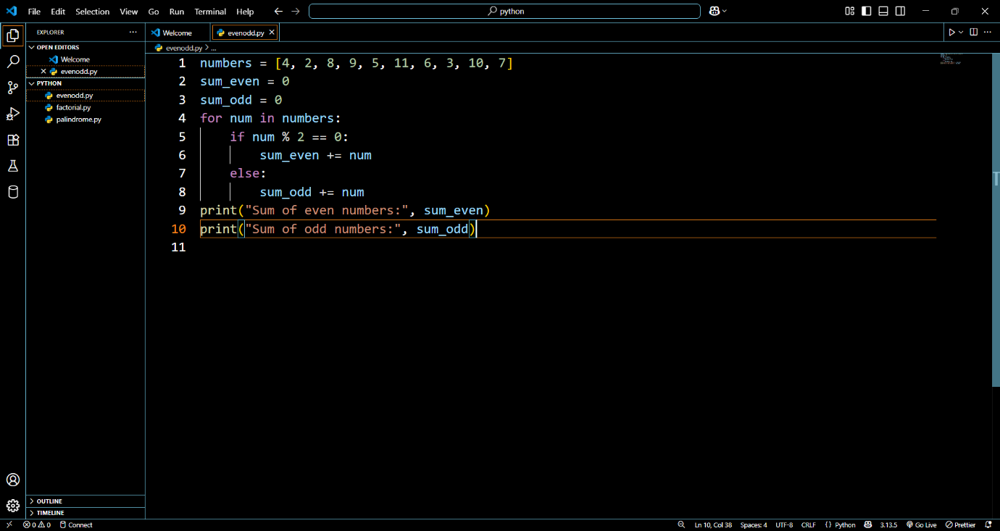 File Edit Selection View Go Run Terminal Help python
EXPLORER
Welcome evenodd.py
OPEN EDITORS
Welcome
evenodd.py
PYTHON
evenodd.py
factorial.py
palindrome.py
OUTLINE
TIMELINE
evenodd.py > ...
1 numbers = [4, 2, 8, 9, 5, 11, 6, 3, 10, 7]
2 sum_even = 0
3 sum_odd = 0
4 for num in numbers:
5     if num % 2 == 0:
6         sum_even += num
7     else:
8         sum_odd += num
9 print("Sum of even numbers:", sum_even)
10 print("Sum of odd numbers:", sum_odd)
11
0 0 Connect Ln 10, Col 38 Spaces: 4 UTF-8 CRLF {} Python 3.13.5 Go Live Prettier